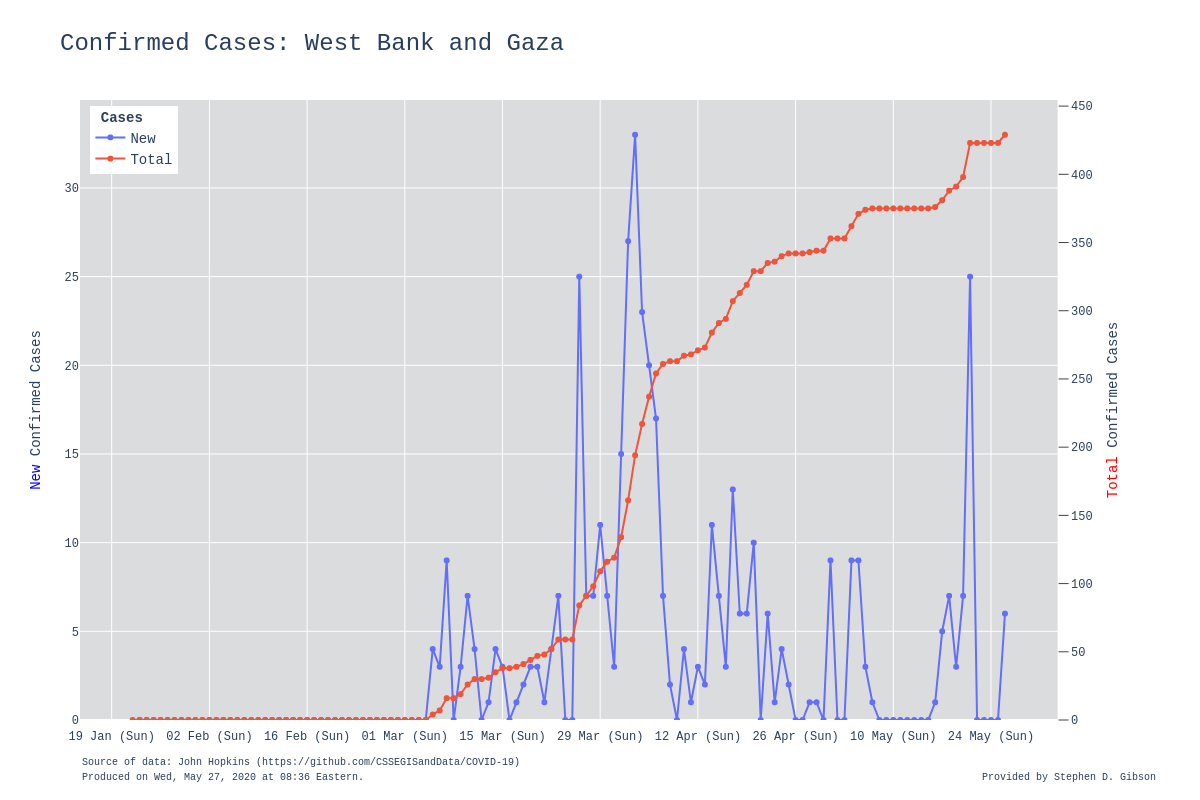 Confirmed Cases: West Bank and Gaza
Cases
New
Total
New Confirmed Cases
0
5
10
15
20
25
30
Total Confirmed Cases
0
50
100
150
200
250
300
350
400
450
19 Jan (Sun) 02 Feb (Sun) 16 Feb (Sun) 01 Mar (Sun) 15 Mar (Sun) 29 Mar (Sun) 12 Apr (Sun) 26 Apr (Sun) 10 May (Sun) 24 May (Sun)
Source of data: John Hopkins (https://github.com/CSSEGISandData/COVID-19)
Produced on Wed, May 27, 2020 at 08:36 Eastern.
Provided by Stephen D. Gibson